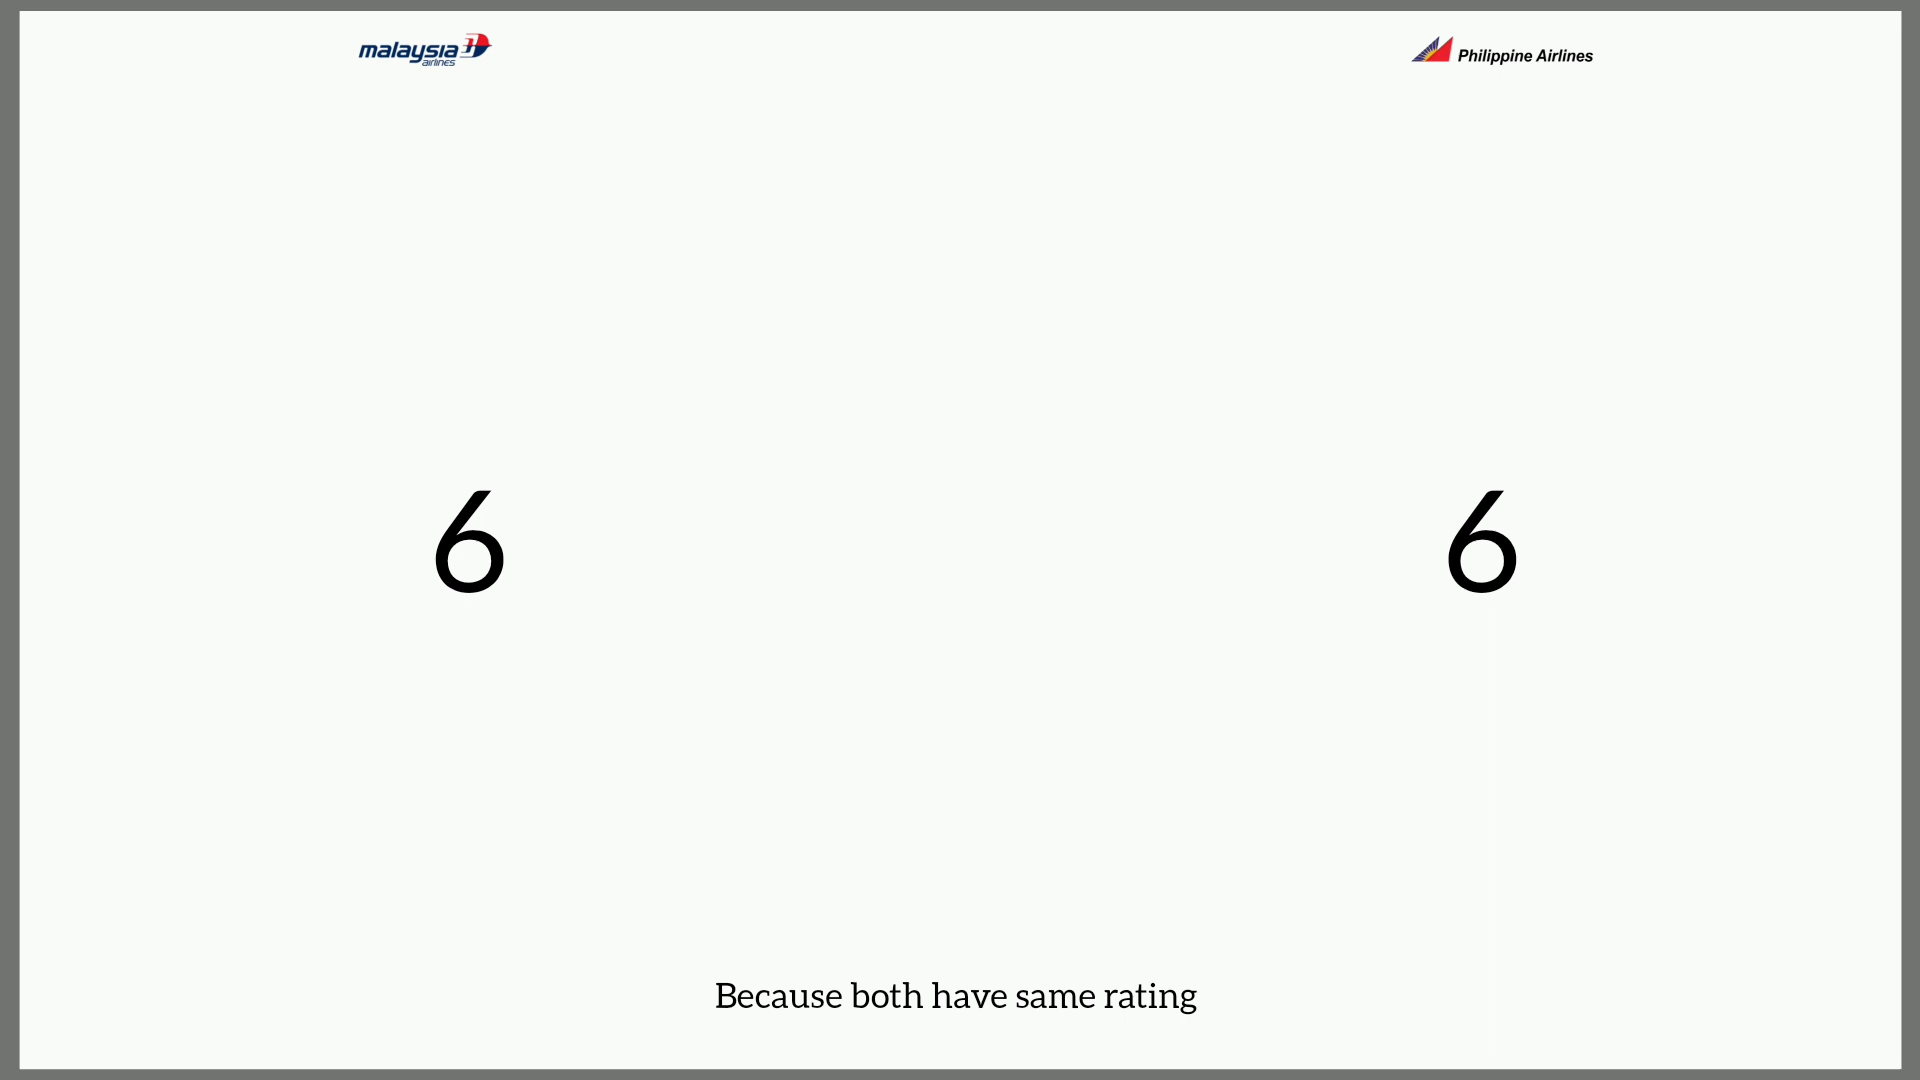 malaysia
airlines
Philippine Airlines
6
6
Because both have same rating